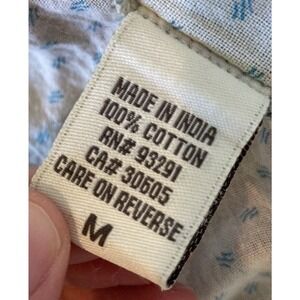 MADE IN INDIA
100% COTTON
RN# 93291
CA# 30605
CARE ON REVERSE
M